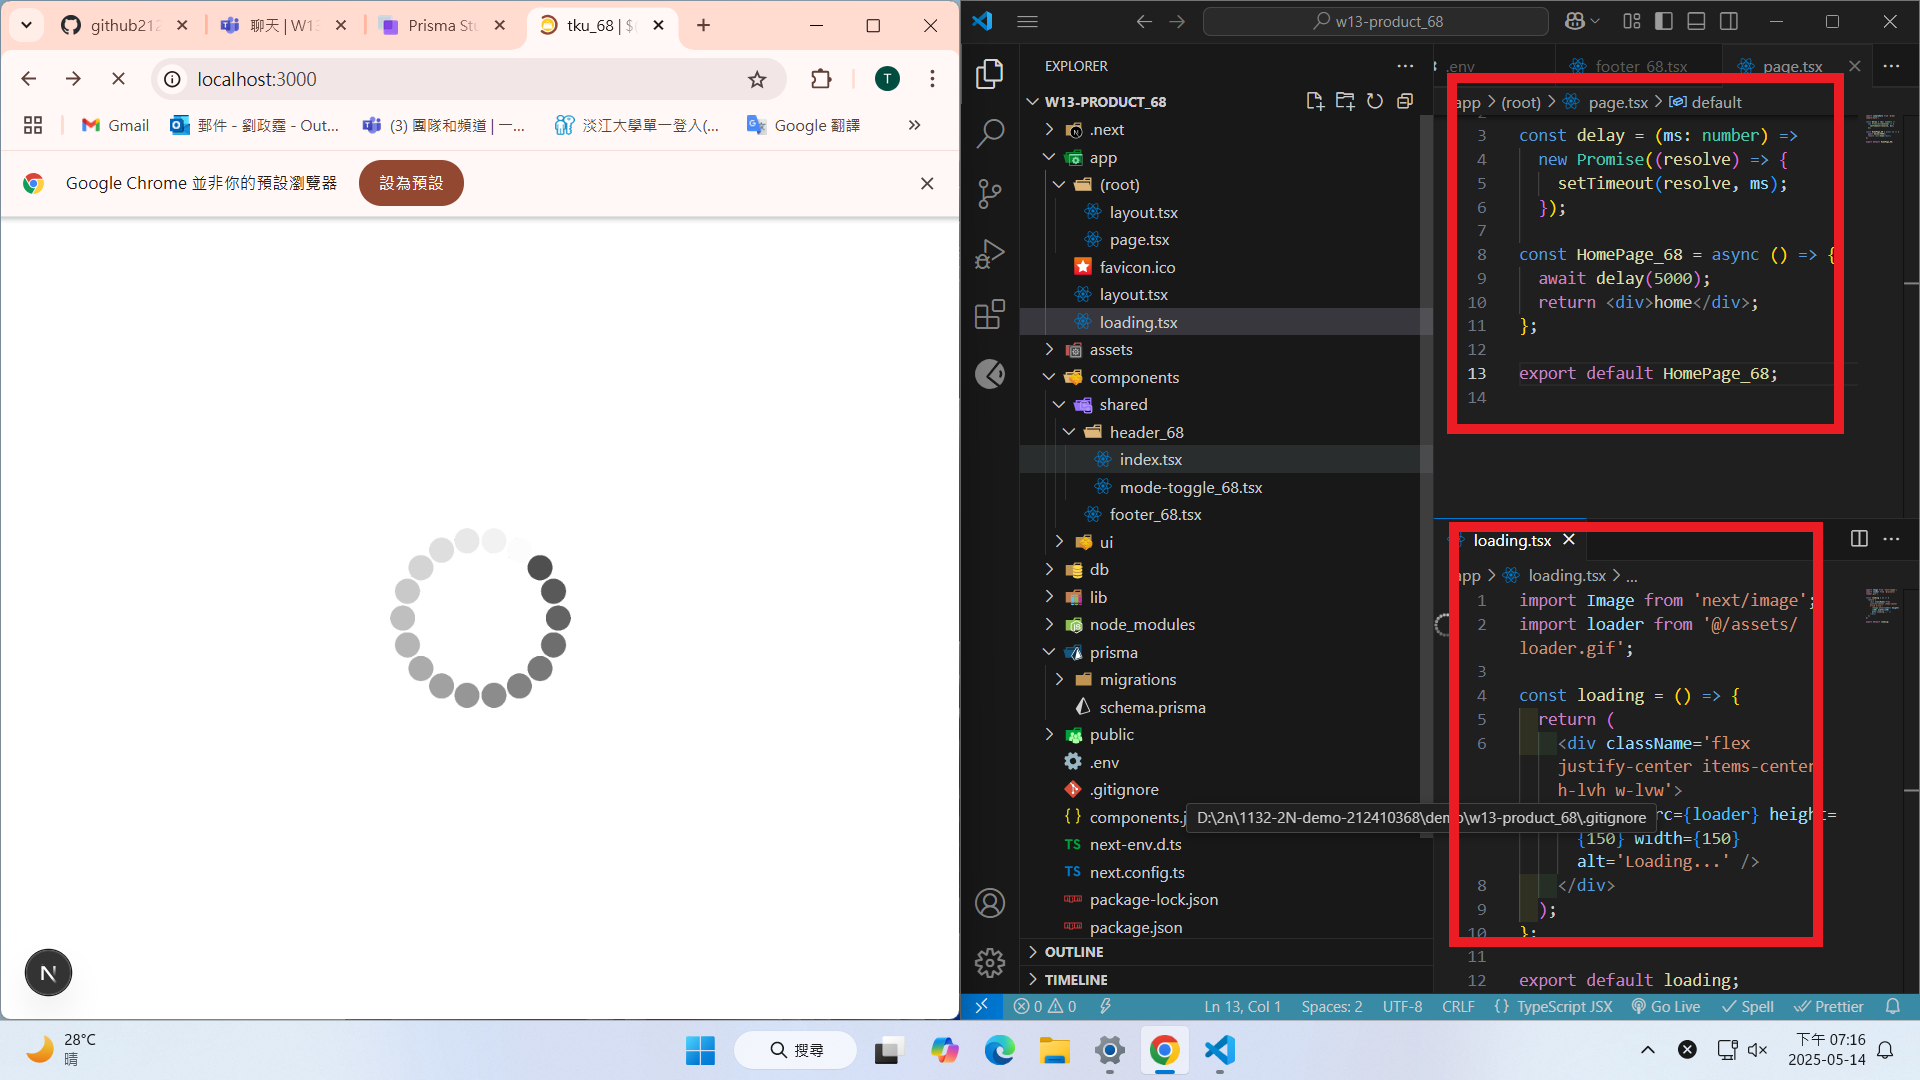 github212
聊天 | W13
Prisma Stu
tku_68 | $
localhost:3000
T
Gmail
郵件 - 劉政霆 - Out...
(3) 團隊和頻道 | 一...
淡江大學單一登入(...
Google 翻譯
Google Chrome 並非你的預設瀏覽器
設為預設
N
w13-product_68
EXPLORER
W13-PRODUCT_68
.next
app
(root)
layout.tsx
page.tsx
favicon.ico
layout.tsx
loading.tsx
assets
components
shared
header_68
index.tsx
mode-toggle_68.tsx
footer_68.tsx
ui
db
lib
node_modules
prisma
migrations
schema.prisma
public
.env
.gitignore
components.j
D:\2n\1132-2N-demo-212410368\demo\w13-product_68\.gitignore
TS next-env.d.ts
TS next.config.ts
package-lock.json
package.json
OUTLINE
TIMELINE
.env
footer_68.tsx
page.tsx
app > (root) > page.tsx > default
3 const delay = (ms: number) =>
4 new Promise((resolve) => {
5 setTimeout(resolve, ms);
6 });
7
8 const HomePage_68 = async () => {
9 await delay(5000);
10 return <div>home</div>;
11 };
12
13 export default HomePage_68;
14
loading.tsx
app > loading.tsx > ...
1 import Image from 'next/image';
2 import loader from '@/assets/
loader.gif';
3
4 const loading = () => {
5 return (
6 <div className='flex
justify-center items-center
h-lvh w-lvw'>
rc={loader} height=
{150} width={150}
alt='Loading...' />
8 </div>
9 );
10 };
11
12 export default loading;
0 0
Ln 13, Col 1
Spaces: 2
UTF-8
CRLF
{ } TypeScript JSX
Go Live
Spell
Prettier
28°C
晴
搜尋
下午 07:16
2025-05-14